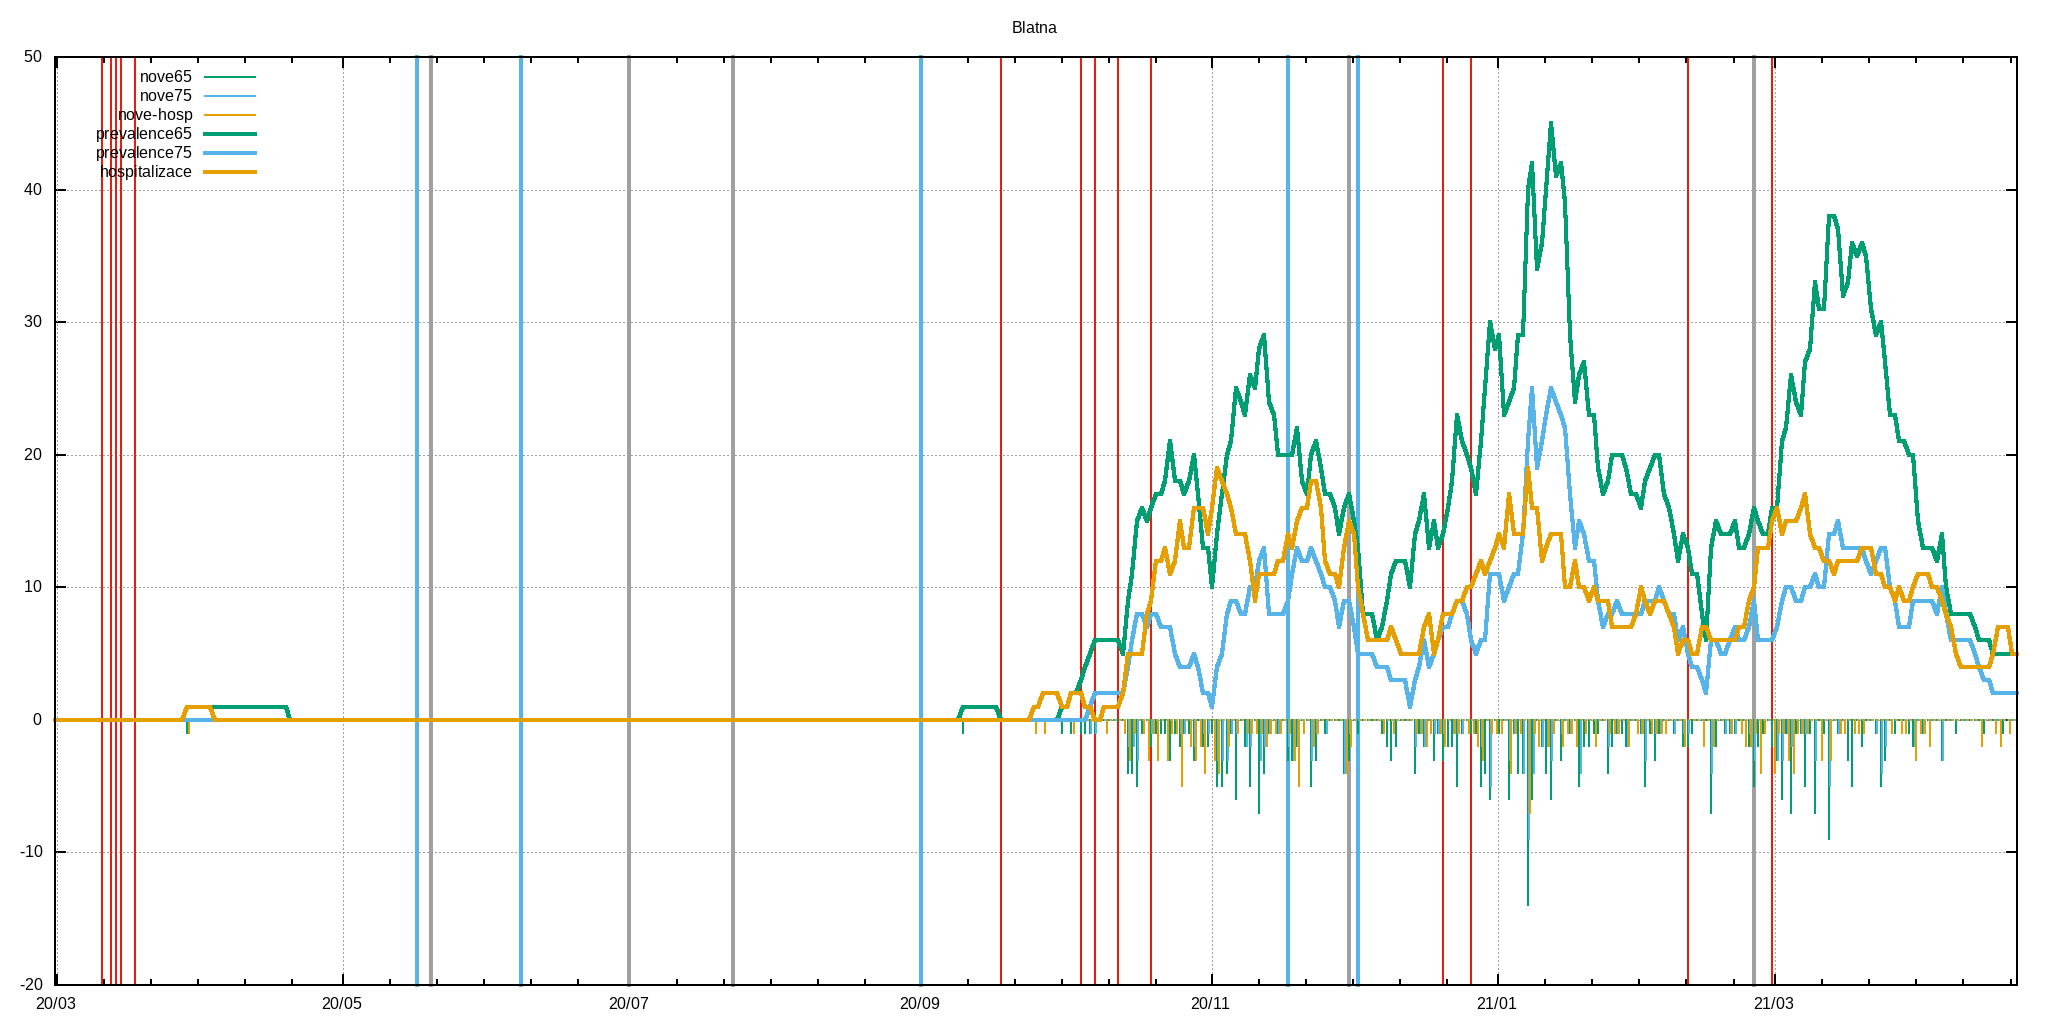 Blatna
50
40
30
20
10
0
-10
-20
nove65
nove75
nove-hosp
prevalence65
prevalence75
hospitalizace
20/03 20/05 20/07 20/09 20/11 21/01 21/03